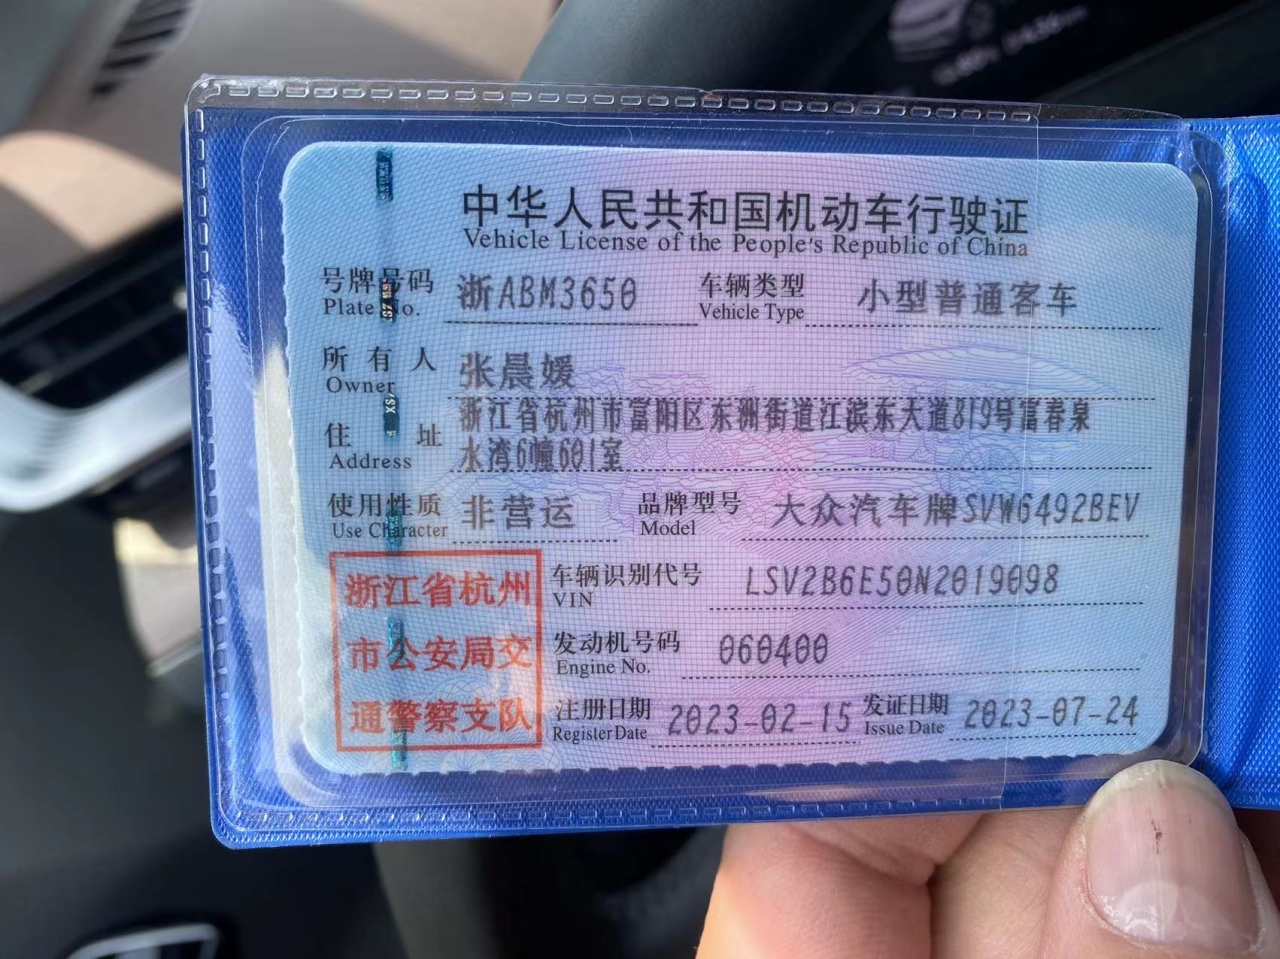 中华人民共和国机动车行驶证
Vehicle License of the People's Republic of China
号牌号码 浙ABM3650 车辆类型 小型普通客车
Plate No. Vehicle Type
所有人 张晨媛
Owner
住址 浙江省杭州市富阳区东洲街道江滨东大道819号富春泉
Address 水湾6幢601室
使用性质 非营运 品牌型号 大众汽车牌SVW6492BEV
Use Character Model
浙江省杭州
市公安局交
通警察支队
车辆识别代号 LSV2B6E50N2019098
VIN
发动机号码 060400
Engine No.
注册日期 2023-02-15 发证日期 2023-07-24
Register Date Issue Date